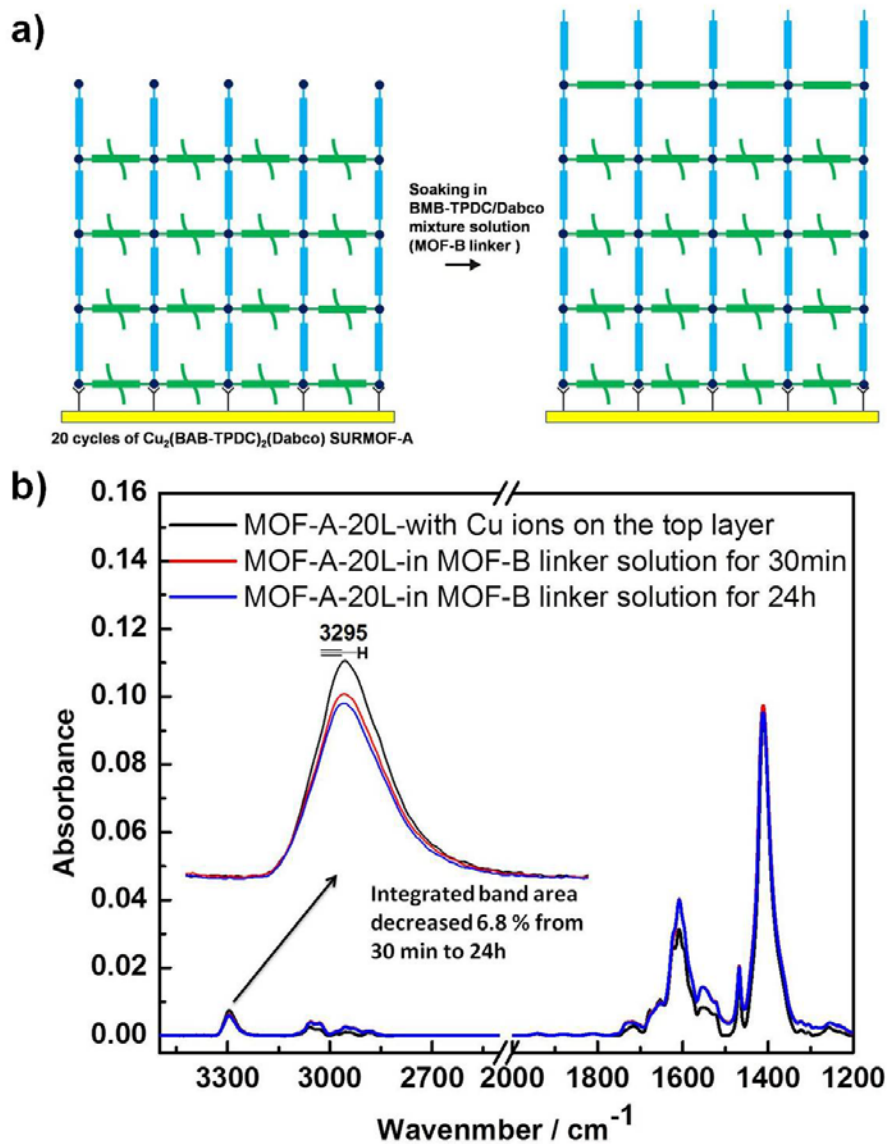 a)
Soaking in
BMB-TPDC/Dabco
mixture solution
(MOF-B linker )
20 cycles of Cu₂(BAB-TPDC)₂(Dabco) SURMOF-A
b)
0.16
0.14
0.12
0.10
0.08
0.06
0.04
0.02
0.00
Absorbance
MOF-A-20L-with Cu ions on the top layer
MOF-A-20L-in MOF-B linker solution for 30min
MOF-A-20L-in MOF-B linker solution for 24h
3295
H
Integrated band area
decreased 6.8 % from
30 min to 24h
3300 3000 2700 2000 2000 1800 1600 1400 1200
Wavenmber / cm⁻¹